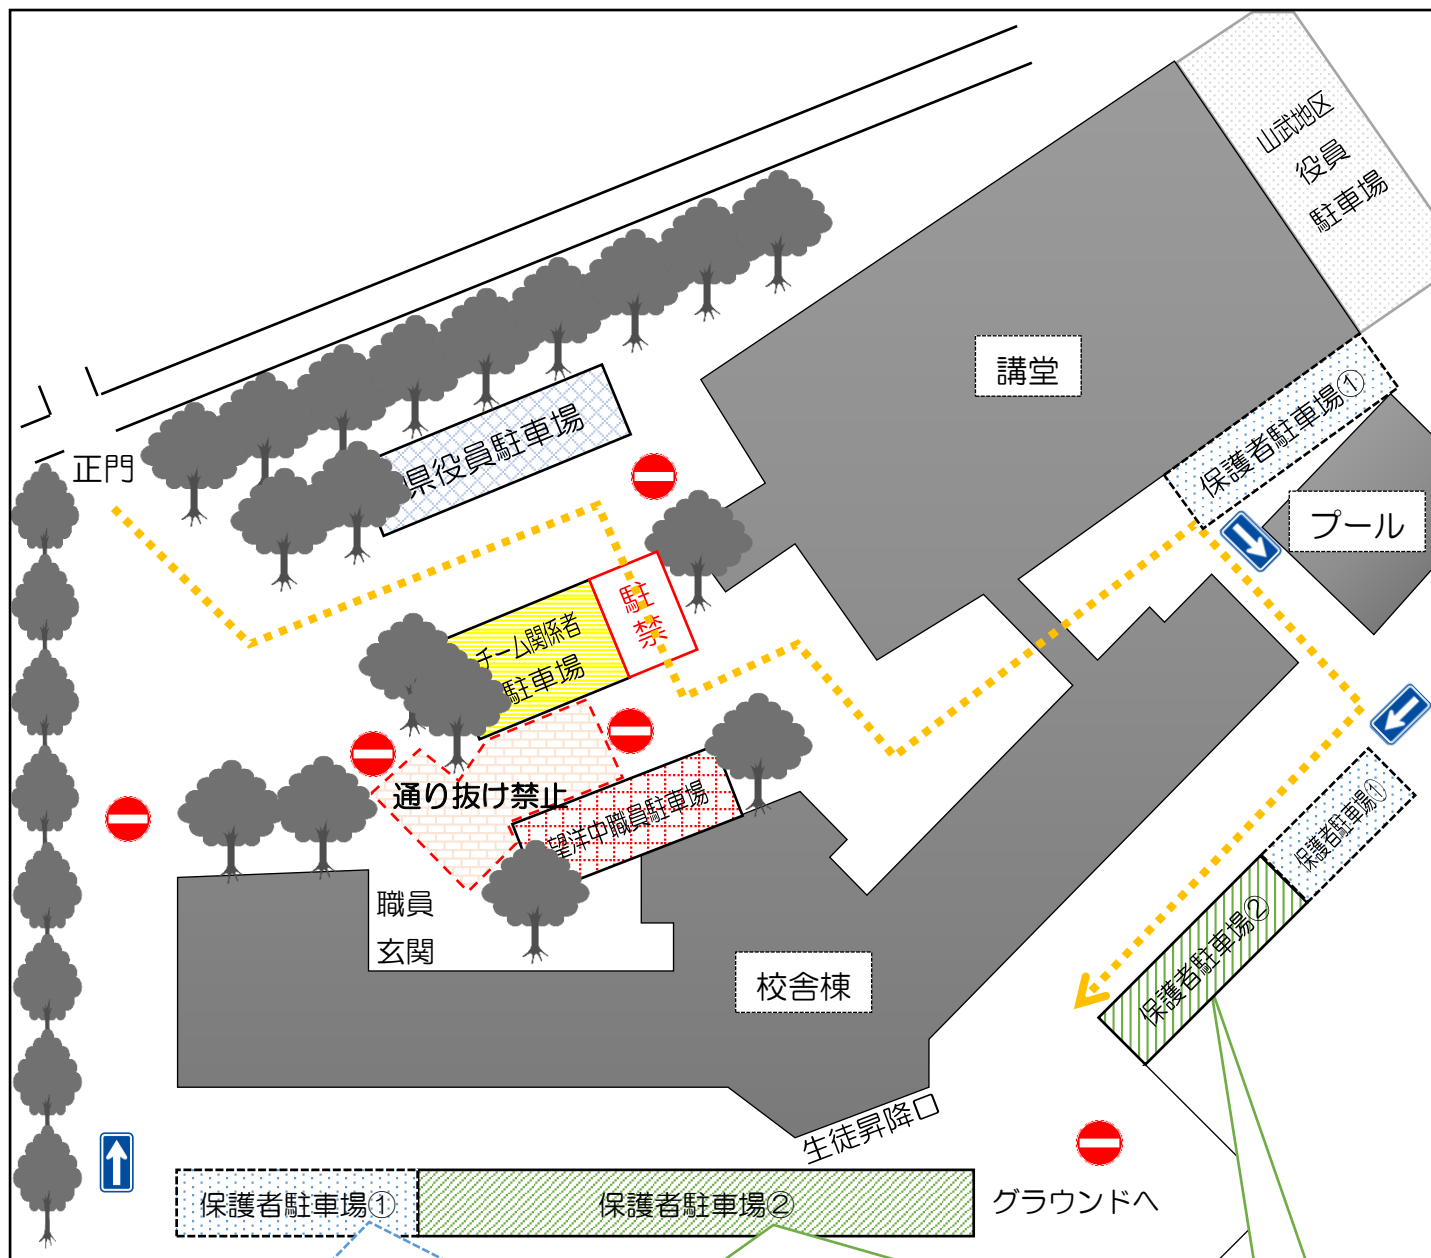 山武地区
役員
駐車場
講堂
保護者駐車場①
プール
正門
県役員駐車場
駐
禁
チーム関係者
駐車場
通り抜け禁止
望洋中職員駐車場
保護者駐車場①
保護者駐車場②
職員
玄関
校舎棟
生徒昇降口
グラウンドへ
保護者駐車場①
保護者駐車場②